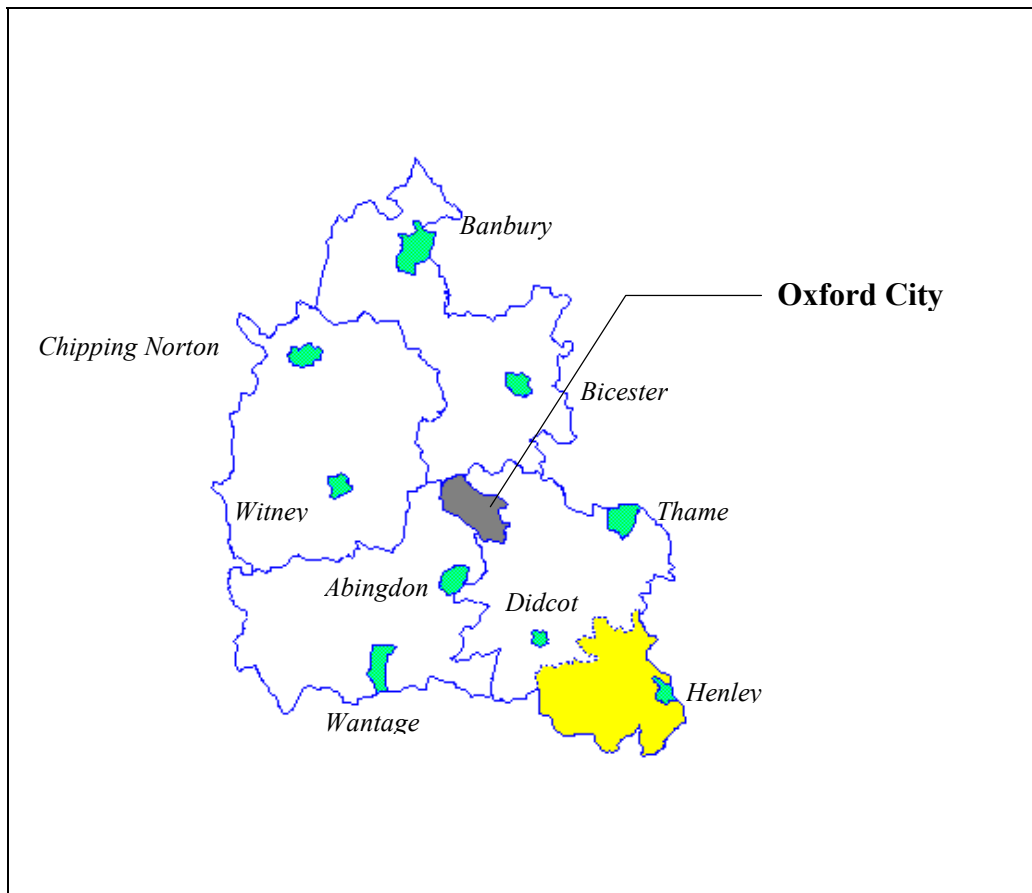 Banbury
Oxford City
Chipping Norton
Bicester
Witney
Thame
Abingdon
Didcot
Henley
Wantage